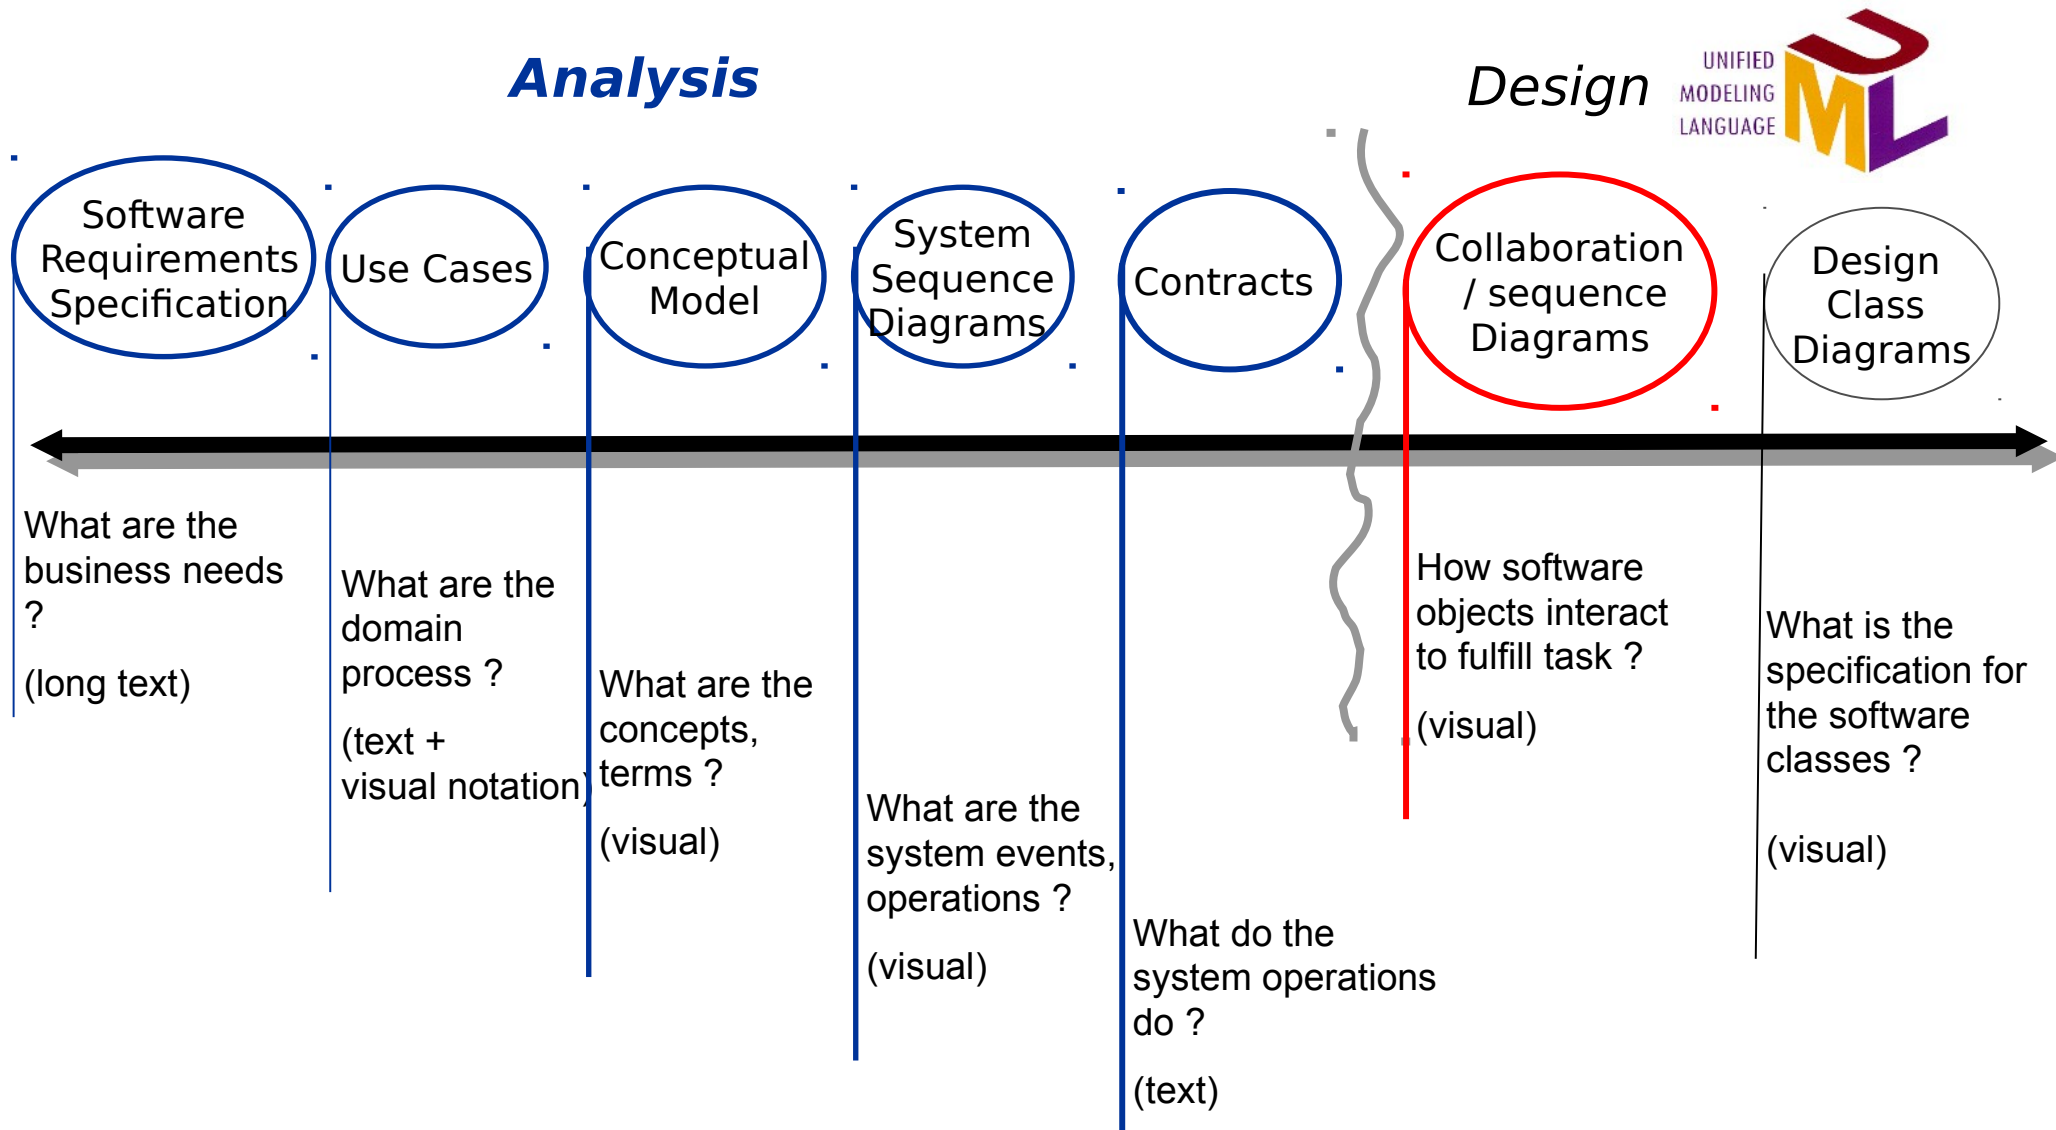 Analysis
Design
UNIFIED
MODELING
LANGUAGE
UML
Software
Requirements
Specification
Use Cases
Conceptual
Model
System
Sequence
Diagrams
Contracts
Collaboration
/ sequence
Diagrams
Design
Class
Diagrams
What are the
business needs
?
(long text)
What are the
domain
process ?
(text +
visual notation)
What are the
concepts,
terms ?
(visual)
What are the
system events,
operations ?
(visual)
What do the
system operations
do ?
(text)
How software
objects interact
to fulfill task ?
(visual)
What is the
specification for
the software
classes ?
(visual)